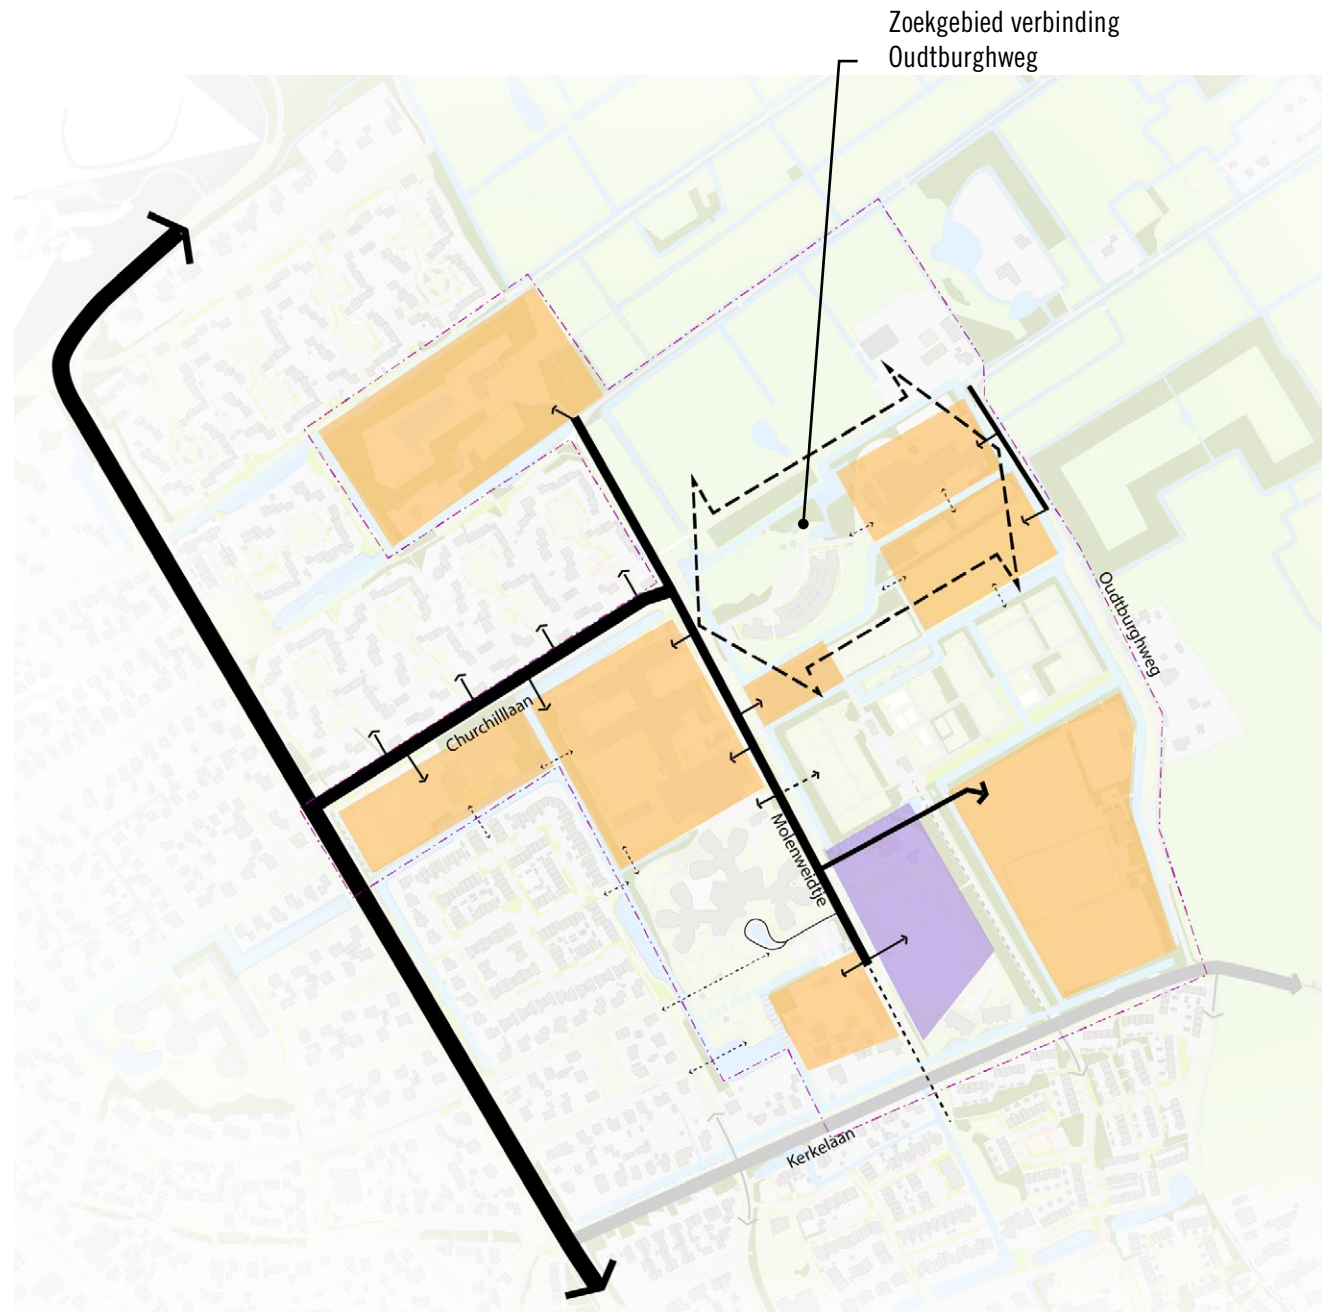 Zoekgebied verbinding
Oudtburghweg
Oudtburghweg
Churchilllaan
Molenweidtje
Kerkelaan